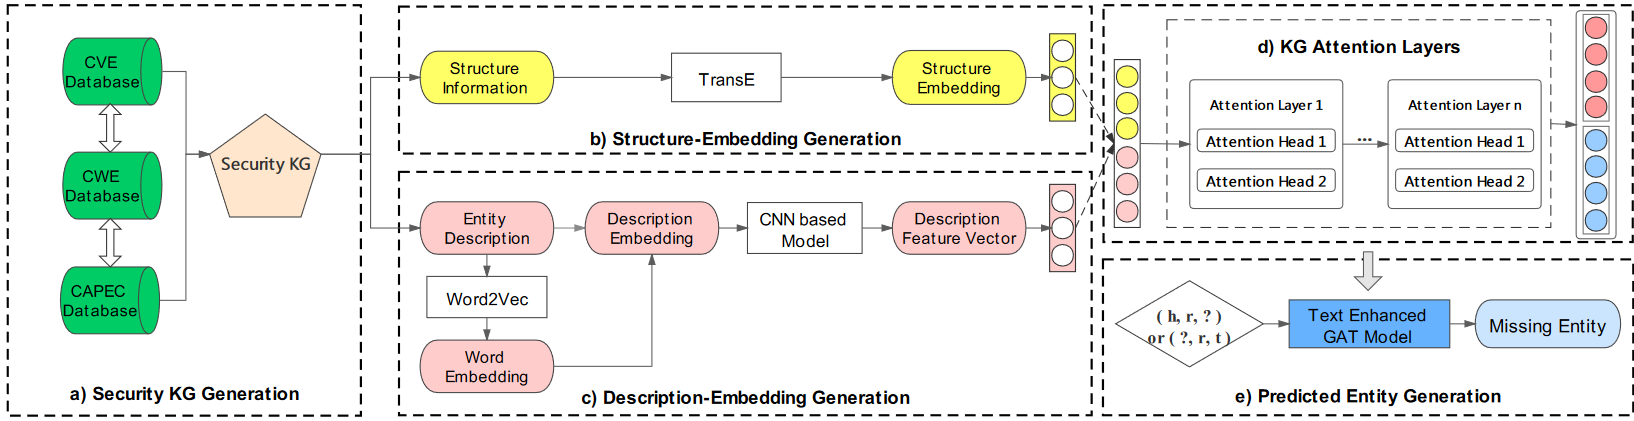 CVE
Database
CWE
Database
CAPEC
Database
Security KG
a) Security KG Generation
Structure
Information
TransE
Structure
Embedding
b) Structure-Embedding Generation
Entity
Description
Description
Embedding
CNN based
Model
Description
Feature Vector
Word2Vec
Word
Embedding
c) Description-Embedding Generation
d) KG Attention Layers
Attention Layer 1
Attention Head 1
Attention Head 2
...
Attention Layer n
Attention Head 1
Attention Head 2
( h, r, ? )
or ( ?, r, t )
Text Enhanced
GAT Model
Missing Entity
e) Predicted Entity Generation